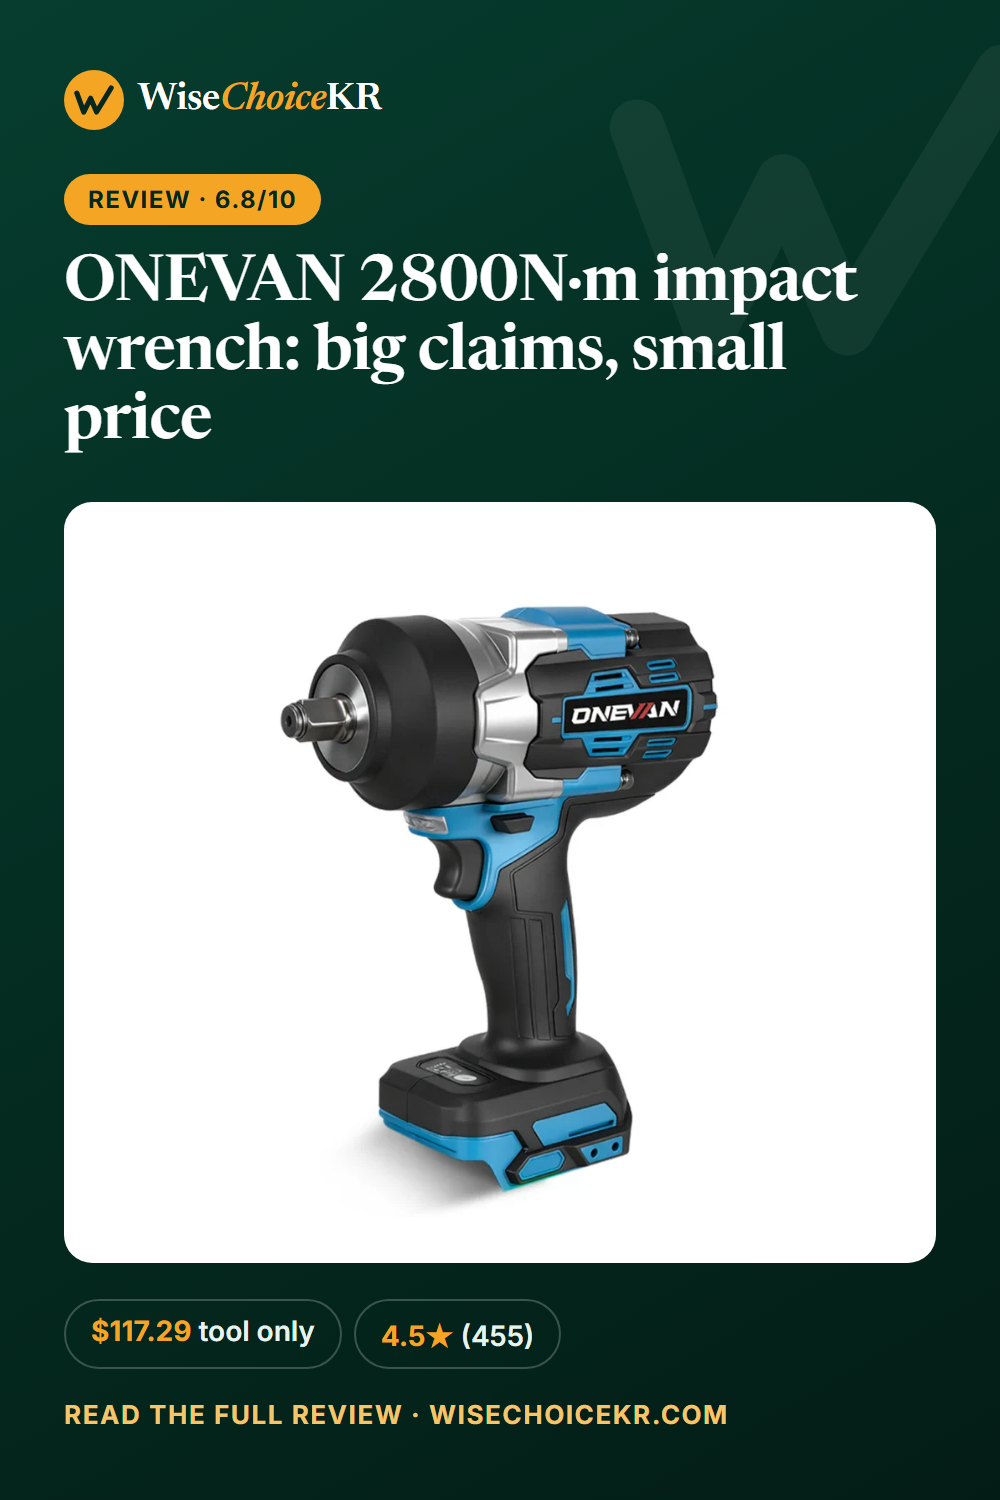 WiseChoiceKR
REVIEW · 6.8/10
ONEVAN 2800N·m impact
wrench: big claims, small
price
ONEVAN
$117.29 tool only
4.5★ (455)
READ THE FULL REVIEW · WISECHOICEKR.COM